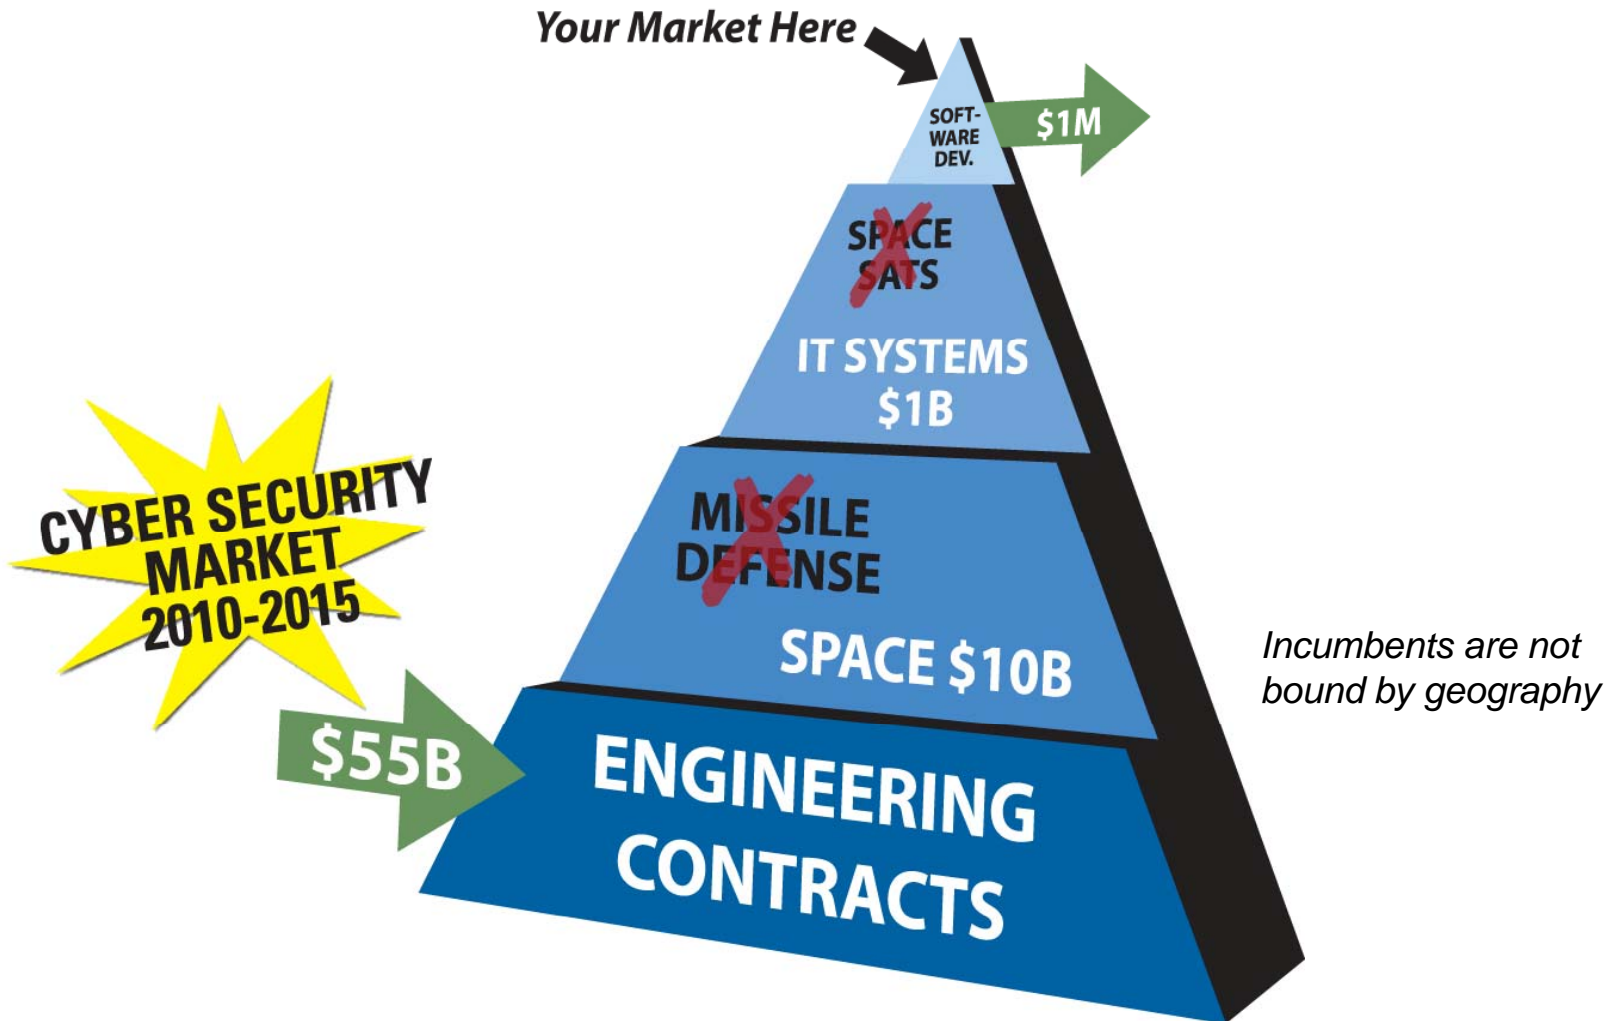 Your Market Here
SOFT-
WARE
DEV.
$1M
SPACE
SATS
IT SYSTEMS
$1B
CYBER SECURITY
MARKET
2010-2015
MISSILE
DEFENSE
SPACE $10B
Incumbents are not
bound by geography
$55B
ENGINEERING
CONTRACTS